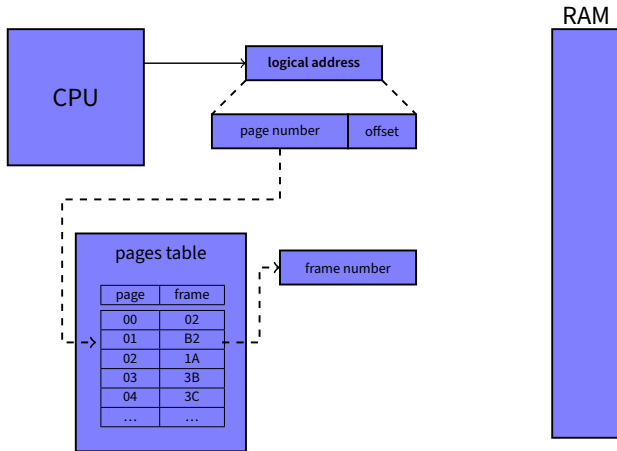 RAM
CPU
logical address
page number offset
pages table
frame number
page frame
00 02
01 B2
02 1A
03 3B
04 3C
… …